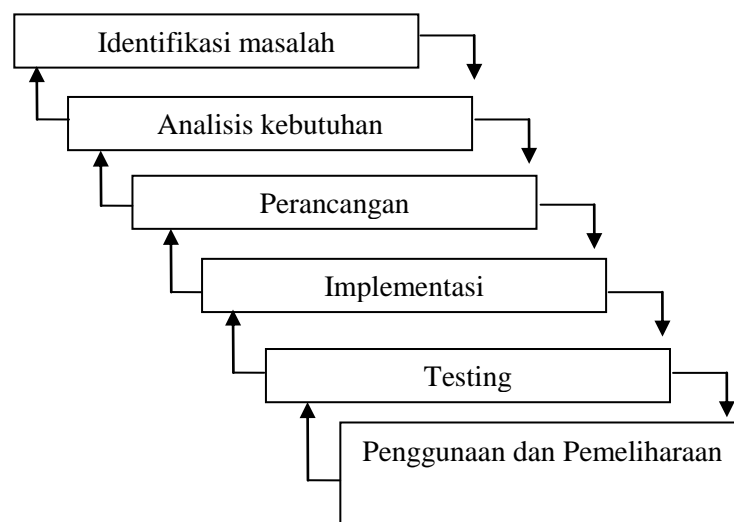 Identifikasi masalah
Analisis kebutuhan
Perancangan
Implementasi
Testing
Penggunaan dan Pemeliharaan